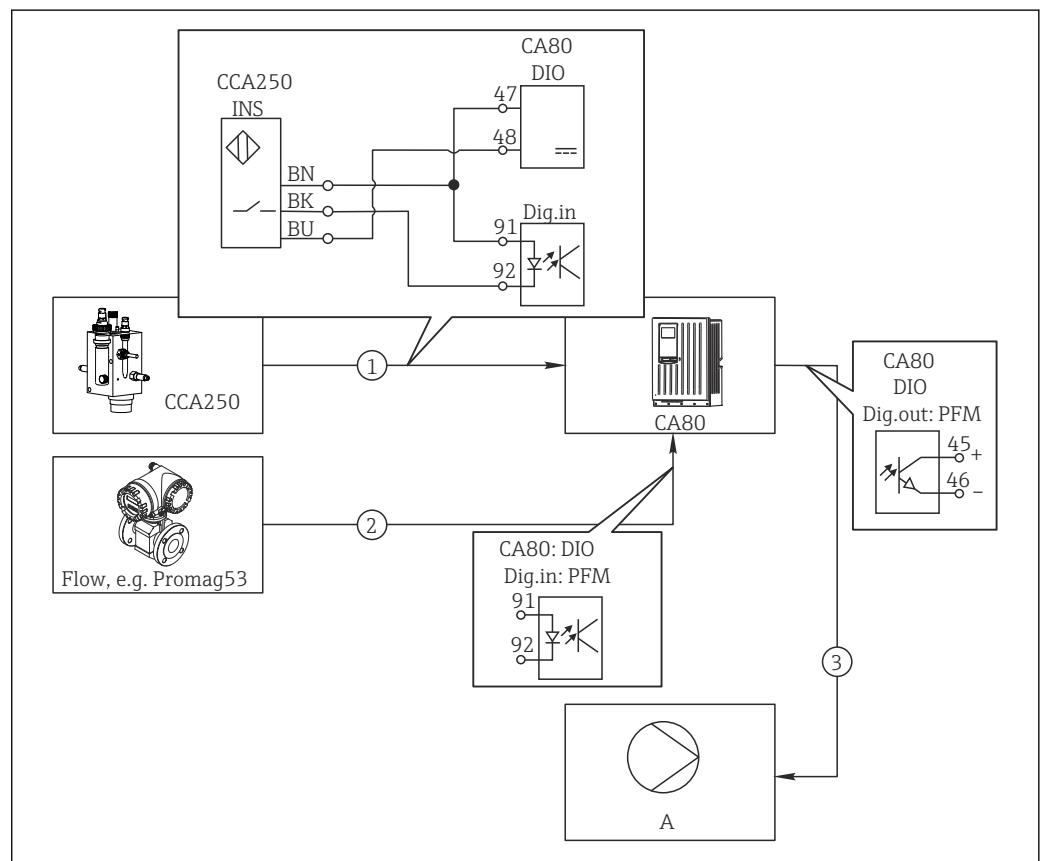 CA80
DIO
CCA250
INS
47
48
BN
BK
BU
Dig.in
91
92
1
CCA250
CA80
CA80
DIO
Dig.out: PFM
45 +
46 −
2
Flow, e.g. Promag53
CA80: DIO
Dig.in: PFM
91
92
3
A